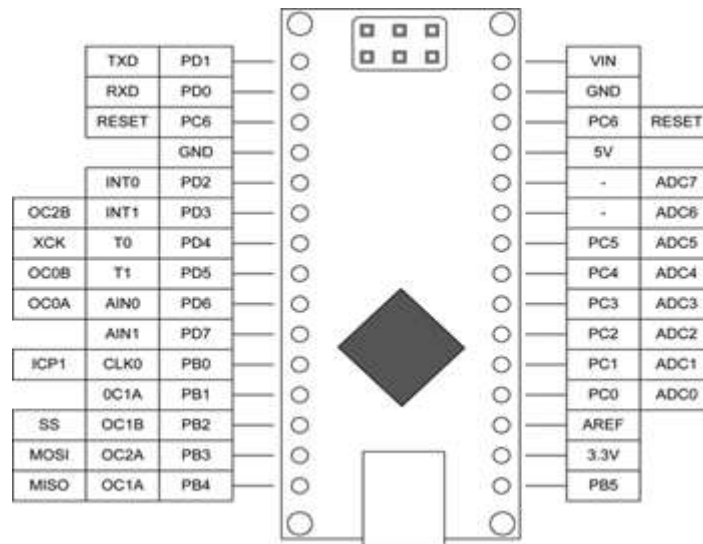 TXD PD1 VIN
RXD PD0 GND
RESET PC6 PC6 RESET
GND 5V
INT0 PD2 - ADC7
OC2B INT1 PD3 - ADC6
XCK T0 PD4 PC5 ADC5
OC0B T1 PD5 PC4 ADC4
OC0A AIN0 PD6 PC3 ADC3
AIN1 PD7 PC2 ADC2
ICP1 CLK0 PB0 PC1 ADC1
0C1A PB1 PC0 ADC0
SS OC1B PB2 AREF
MOSI OC2A PB3 3.3V
MISO OC1A PB4 PB5